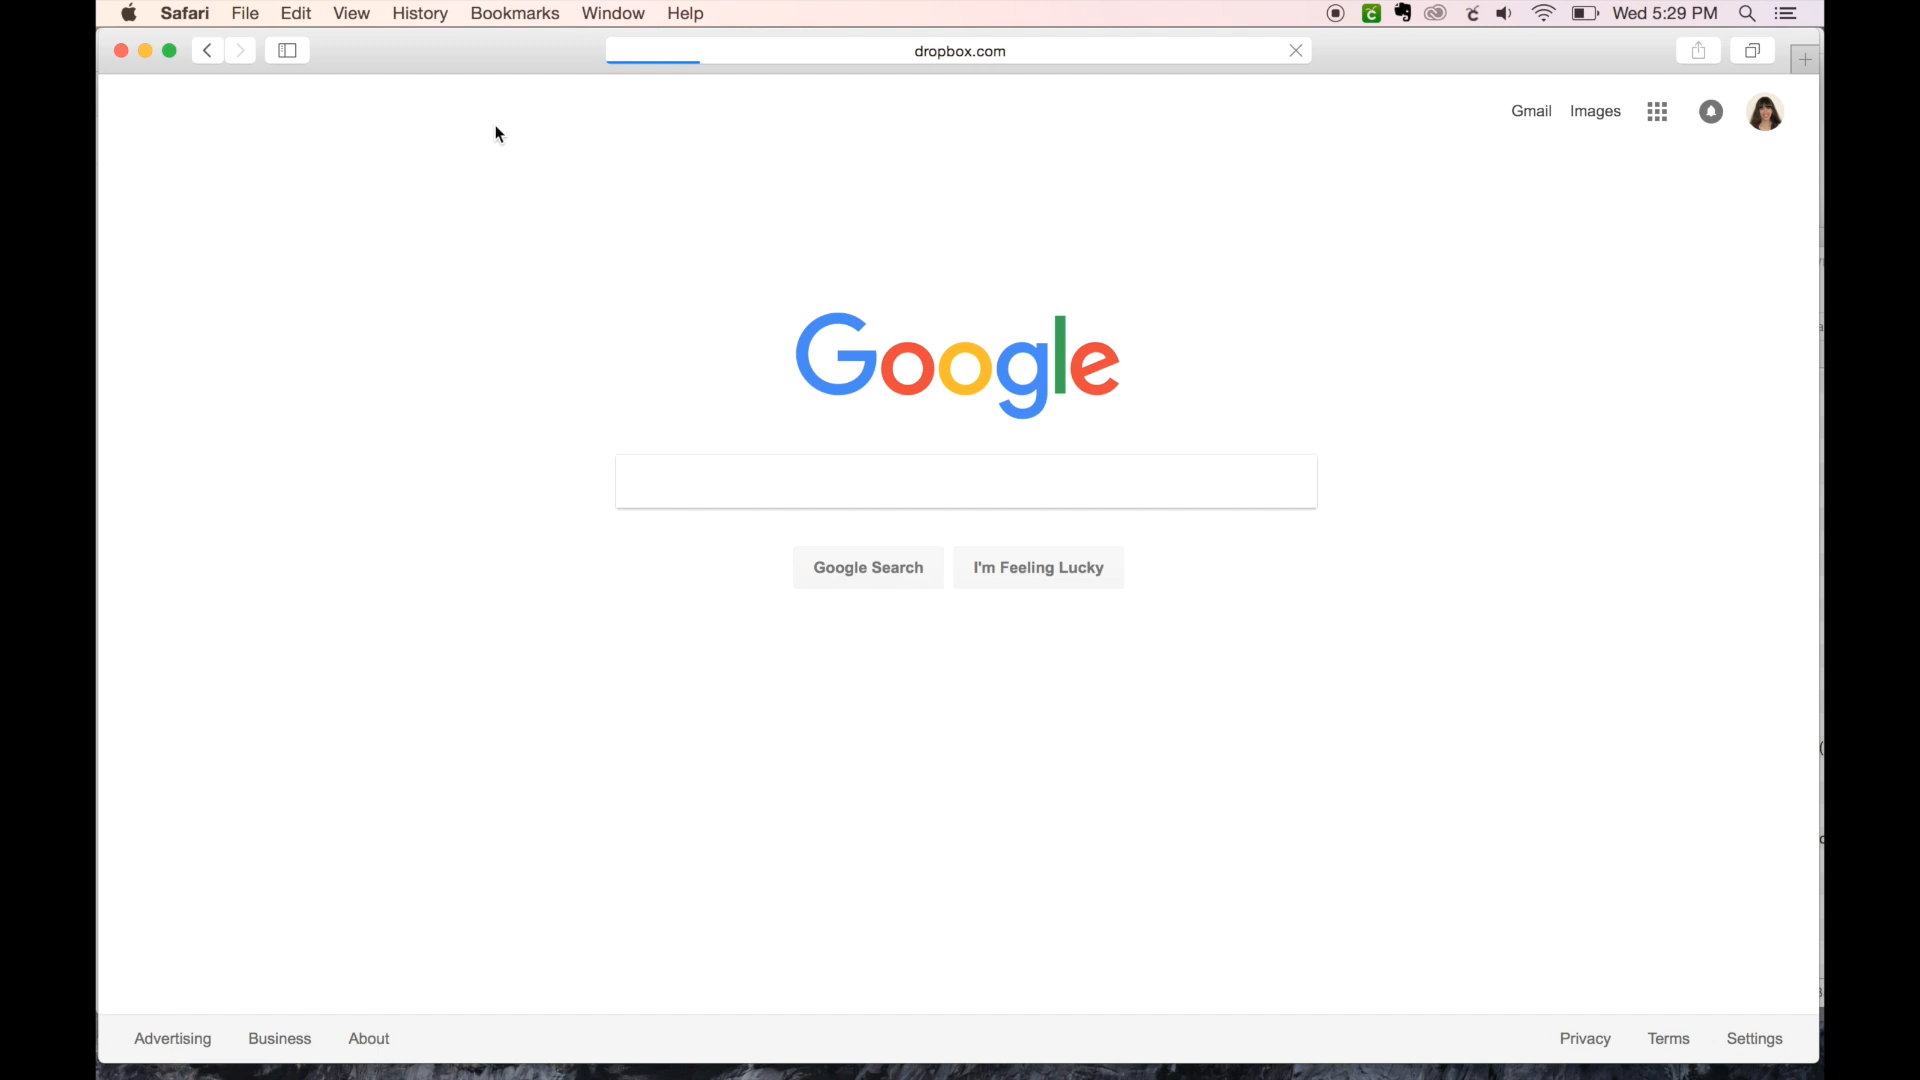 Safari File Edit View History Bookmarks Window Help Wed 5:29 PM
dropbox.com
Gmail Images
Google
Google Search I'm Feeling Lucky
Advertising Business About Privacy Terms Settings